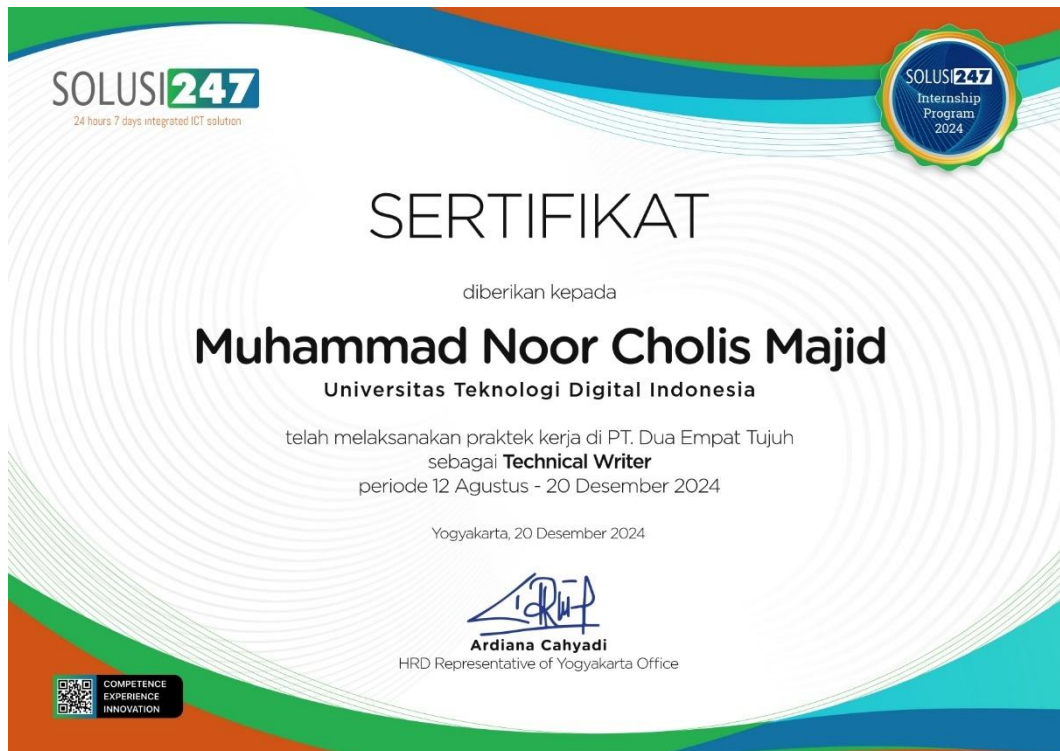 SOLUSI247
24 hours 7 days integrated ICT solution
SOLUSI247
Internship
Program
2024
SERTIFIKAT
diberikan kepada
Muhammad Noor Cholis Majid
Universitas Teknologi Digital Indonesia
telah melaksanakan praktek kerja di PT. Dua Empat Tujuh
sebagai Technical Writer
periode 12 Agustus - 20 Desember 2024
Yogyakarta, 20 Desember 2024
Ardiana Cahyadi
HRD Representative of Yogyakarta Office
COMPETENCE
EXPERIENCE
INNOVATION